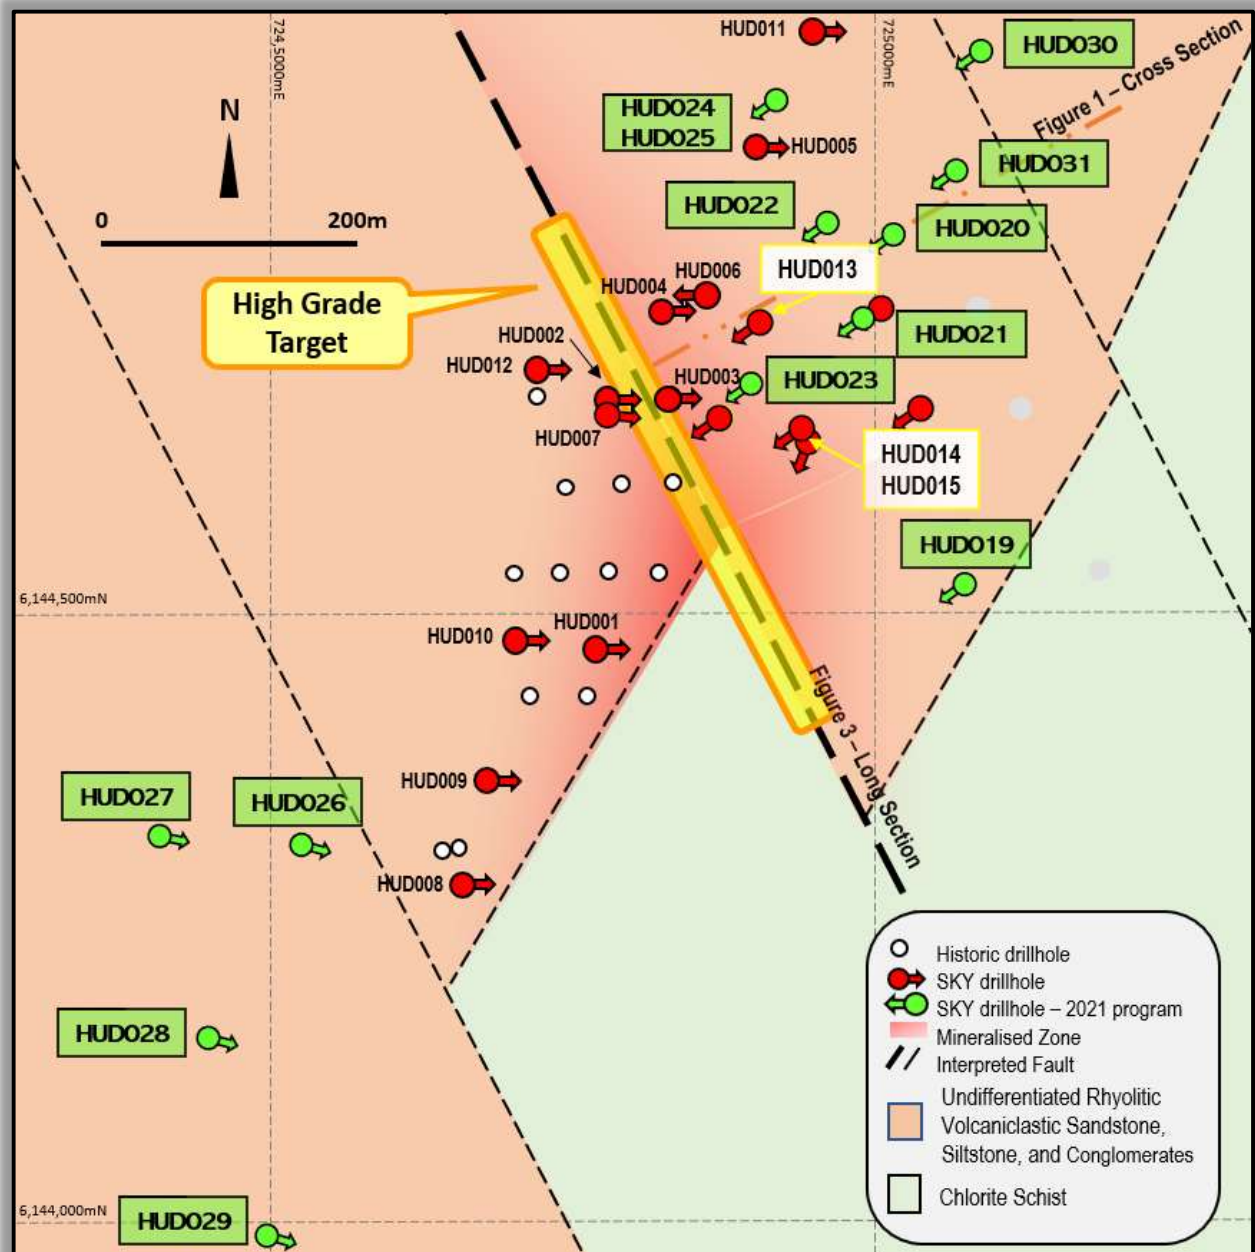 HUD011
724,5000mE
725000mE
HUD030
Figure 1 – Cross Section
N
HUD024
HUD025
HUD005
HUD031
0
200m
HUD022
HUD020
HUD006
HUD013
HUD004
High Grade
Target
HUD002
HUD021
HUD012
HUD003
HUD023
HUD007
HUD014
HUD015
HUD019
6,144,500mN
HUD010
HUD001
Figure 3 – Long Section
HUD009
HUD027
HUD026
HUD008
HUD028
Historic drillhole
SKY drillhole
SKY drillhole – 2021 program
Mineralised Zone
Interpreted Fault
Undifferentiated Rhyolitic
Volcaniclastic Sandstone,
Siltstone, and Conglomerates
Chlorite Schist
6,144,000mN
HUD029